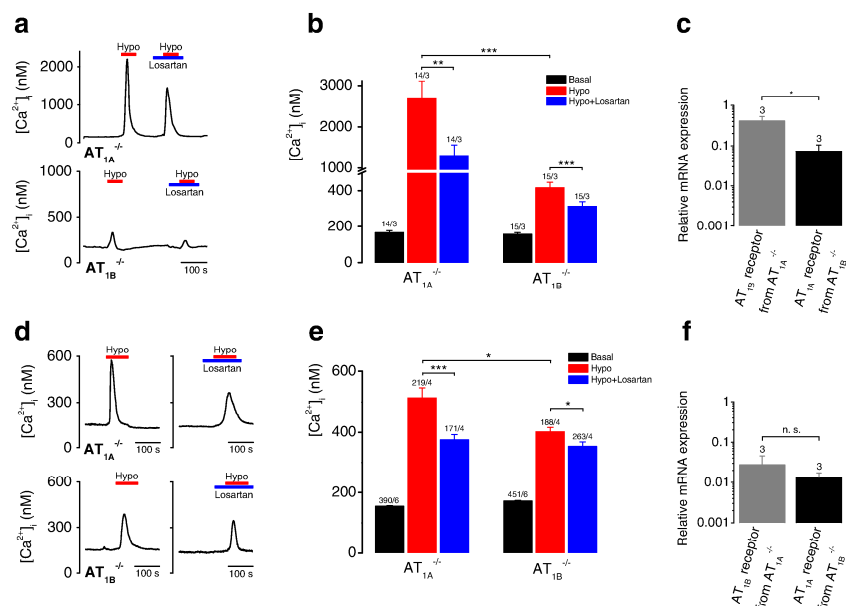 a
Hypo
Hypo
Losartan
3000
2000
1000
0
[Ca2+]i (nM)
AT1A-/-
1000
500
0
[Ca2+]i (nM)
Hypo
Hypo
Losartan
AT1B-/-
100 s
b
[Ca2+]i (nM)
3000
2000
1000
400
200
0
***
**
***
14/3
14/3
14/3
15/3
15/3
15/3
Basal
Hypo
Hypo+Losartan
AT1A-/-
AT1B-/-
c
Relative mRNA expression
1
0.1
0.01
0.001
*
3
3
AT19 receptor
from AT1A-/-
AT1A receptor
from AT1B-/-
d
[Ca2+]i (nM)
600
300
0
Hypo
Hypo
Losartan
AT1A-/-
100 s
100 s
[Ca2+]i (nM)
600
300
0
Hypo
Hypo
Losartan
AT1B-/-
100 s
100 s
e
[Ca2+]i (nM)
600
400
200
0
*
***
*
390/6
219/4
171/4
451/6
188/4
263/4
Basal
Hypo
Hypo+Losartan
AT1A-/-
AT1B-/-
f
Relative mRNA expression
1
0.1
0.01
0.001
n. s.
3
3
AT1B receptor
from AT1A-/-
AT1A receptor
from AT1B-/-